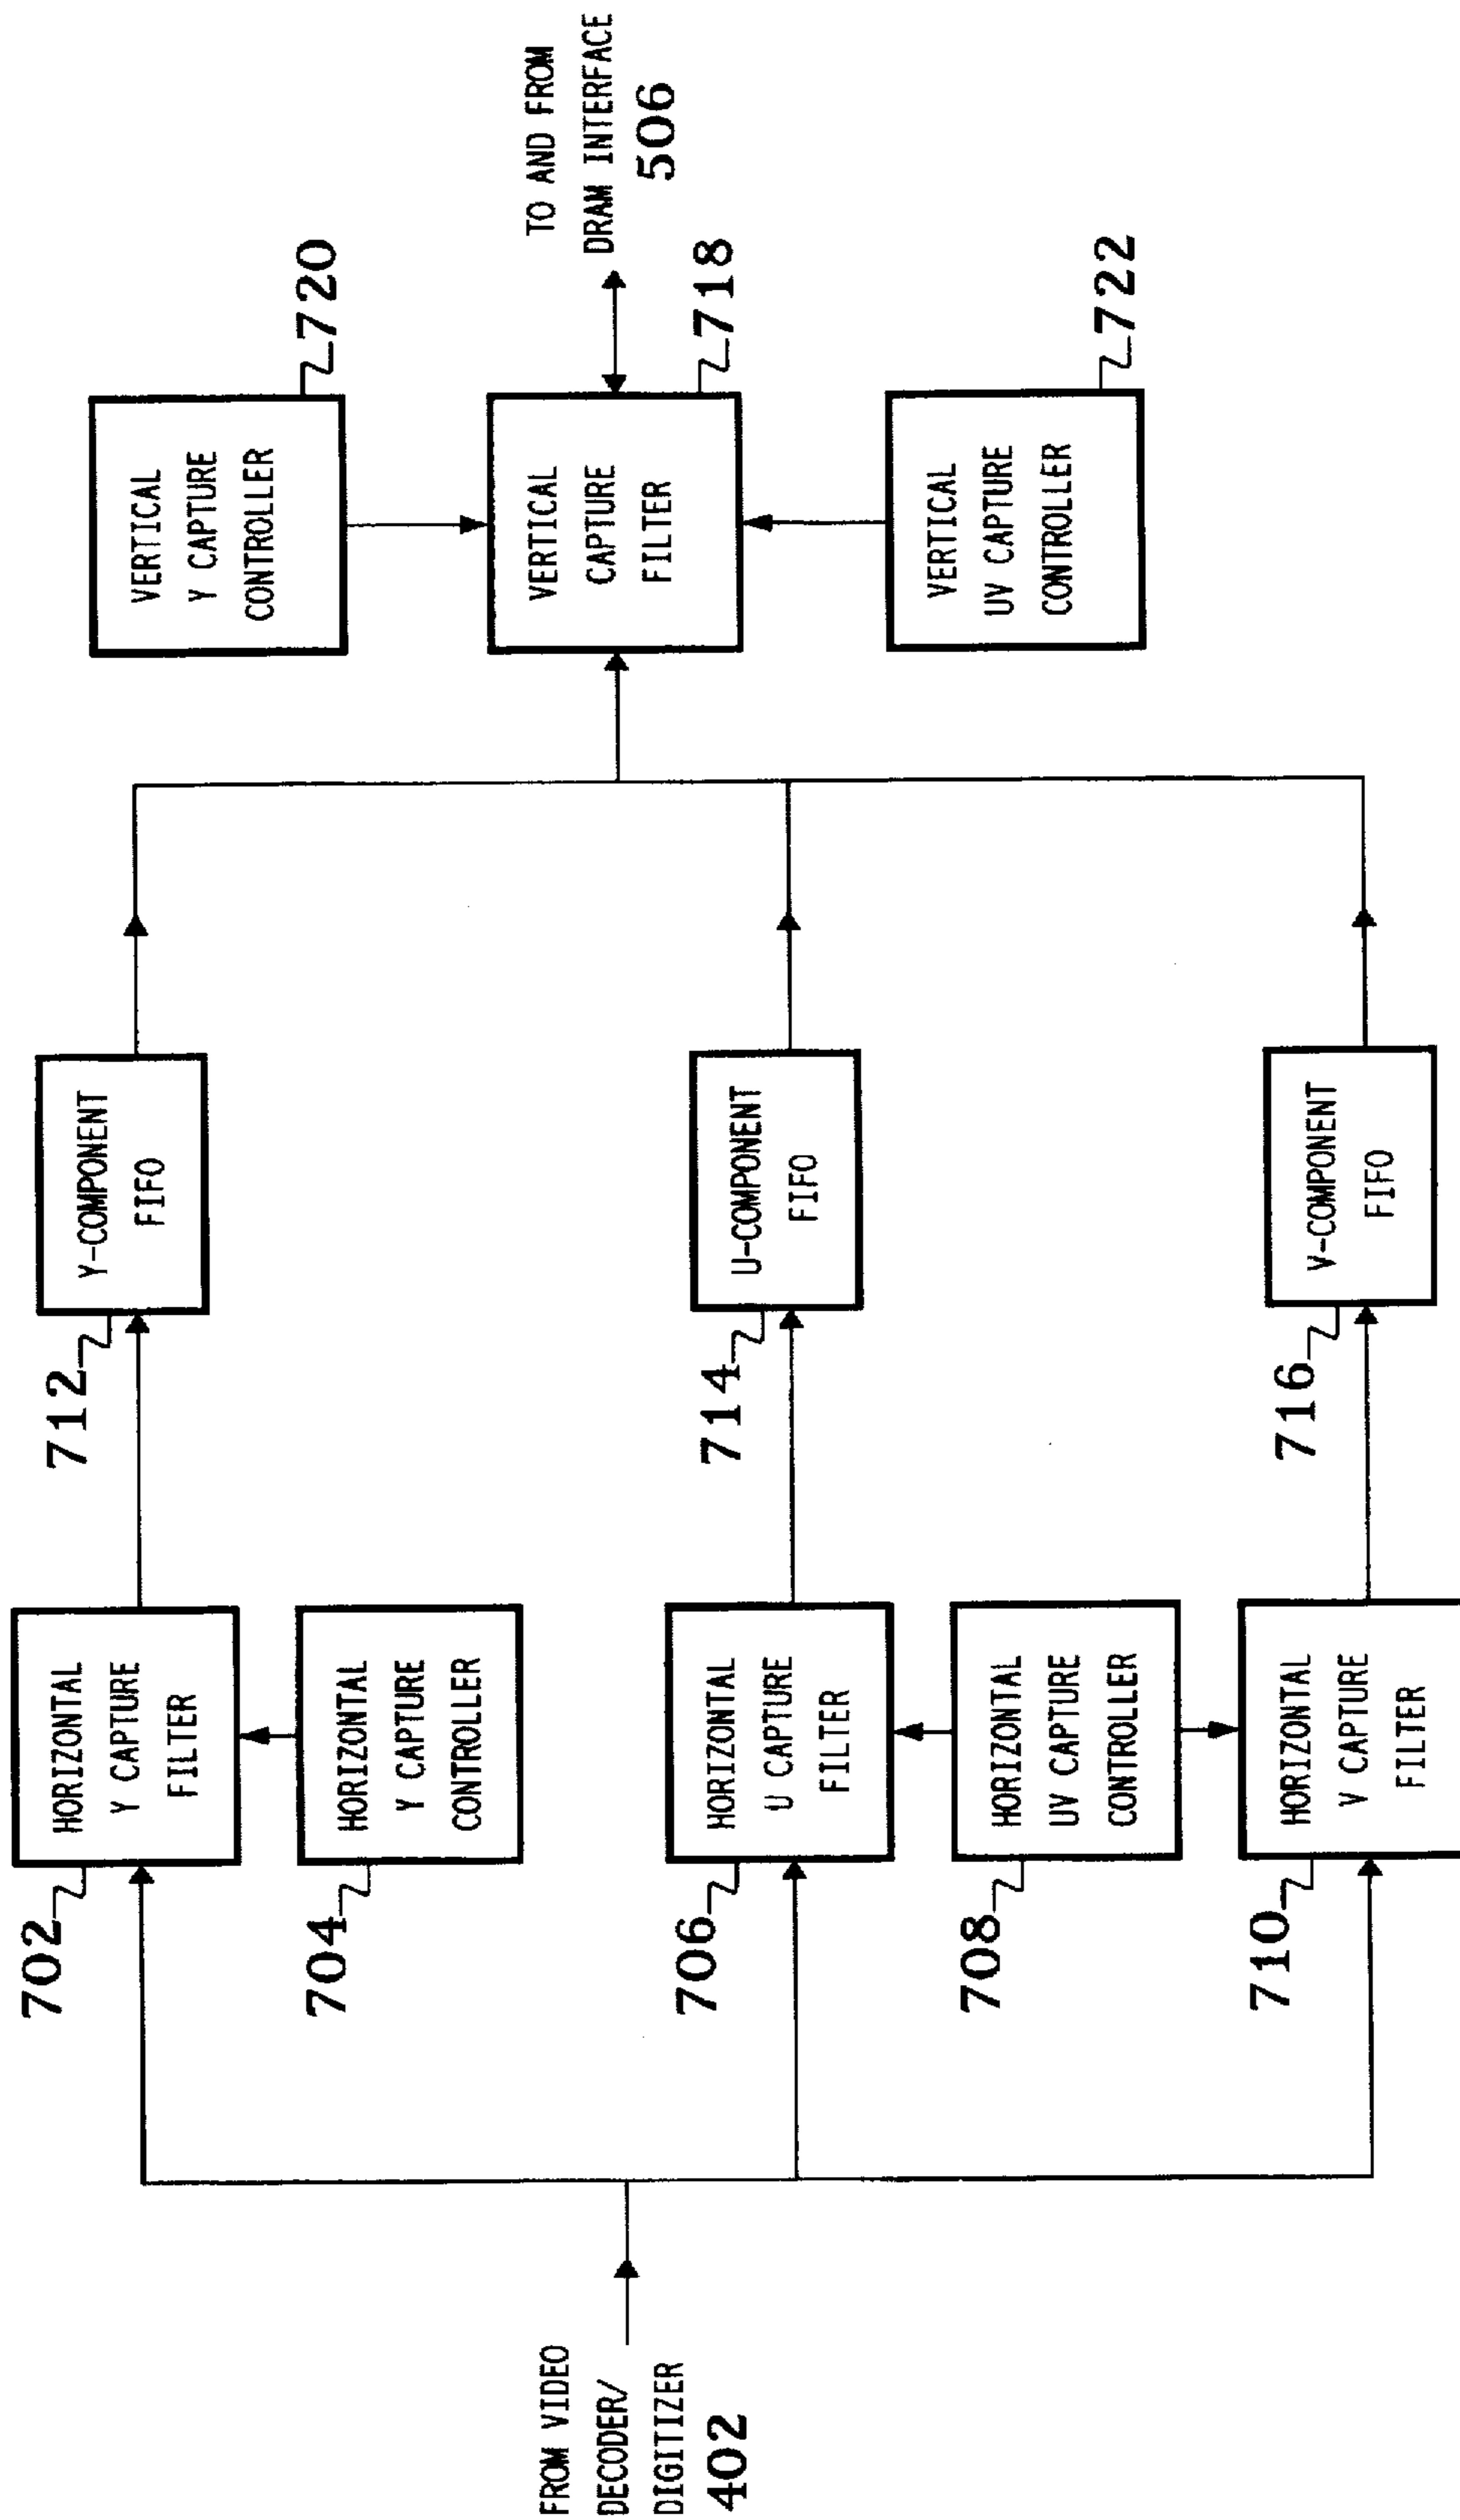 FROM VIDEO
DECODER/
DIGITIZER
402
702
HORIZONTAL
Y CAPTURE
FILTER
704
HORIZONTAL
Y CAPTURE
CONTROLLER
706
HORIZONTAL
U CAPTURE
FILTER
708
HORIZONTAL
UV CAPTURE
CONTROLLER
710
HORIZONTAL
V CAPTURE
FILTER
712
Y-COMPONENT
FIFO
714
U-COMPONENT
FIFO
716
V-COMPONENT
FIFO
VERTICAL
Y CAPTURE
CONTROLLER
720
VERTICAL
CAPTURE
FILTER
718
VERTICAL
UV CAPTURE
CONTROLLER
722
TO AND FROM
DRAM INTERFACE
506